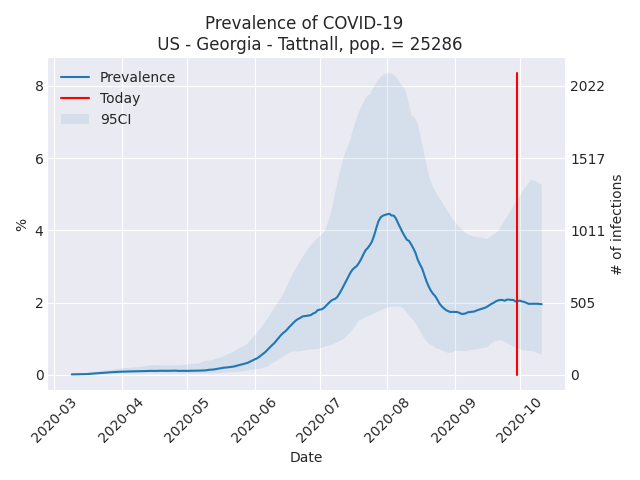 Prevalence of COVID-19
US - Georgia - Tattnall, pop. = 25286
Prevalence
Today
95CI
8
6
4
2
0
%
2022
1517
1011
505
0
# of infections
2020-03
2020-04
2020-05
2020-06
2020-07
2020-08
2020-09
2020-10
Date